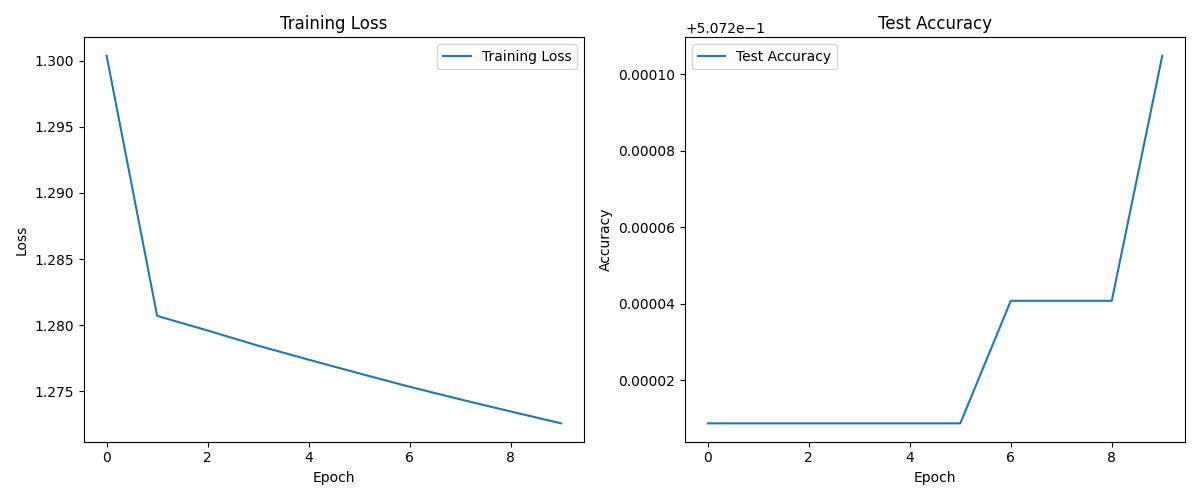 Training Loss
Training Loss
1.300
1.295
1.290
1.285
1.280
1.275
Loss
0
2
4
6
8
Epoch
Test Accuracy
+5.072e−1
Test Accuracy
0.00010
0.00008
0.00006
0.00004
0.00002
Accuracy
0
2
4
6
8
Epoch